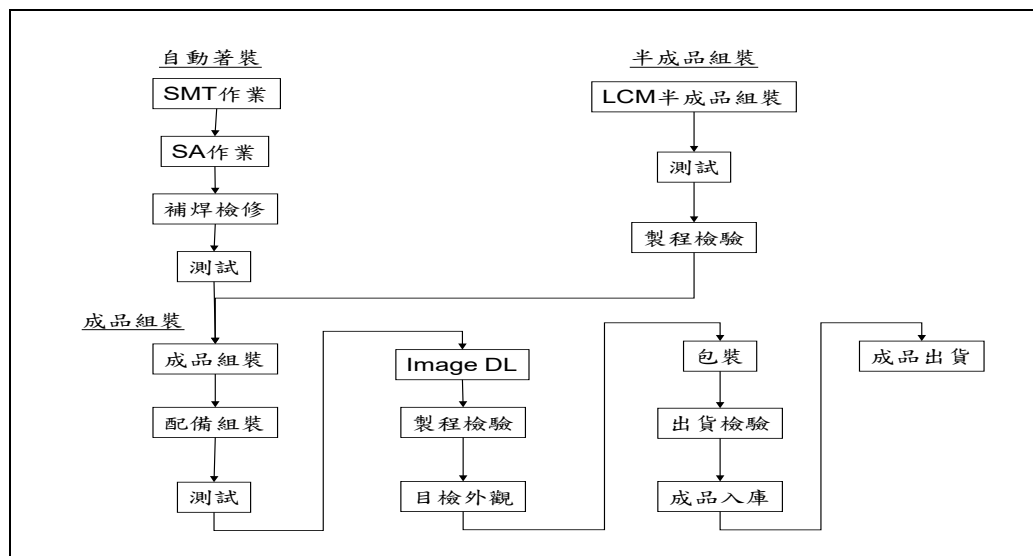 自動著裝
SMT作業
SA作業
補焊檢修
測試
半成品組裝
LCM半成品組裝
測試
製程檢驗
成品組裝
成品組裝
配備組裝
測試
Image DL
製程檢驗
目檢外觀
包裝
出貨檢驗
成品入庫
成品出貨